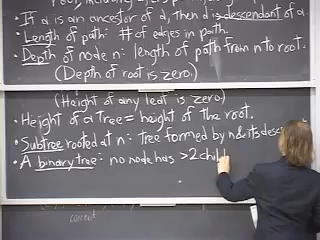 • If a is an ancestor of d, then d is descendant of a.
• Length of path: # of edges in path.
• Depth of node n: length of path from n to root.
(Depth of root is zero.)
(Height of any leaf is zero)
• Height of a Tree = height of the root.
• Subtree rooted at n: tree formed by n & its desc
• A binary tree: no node has >2 chil